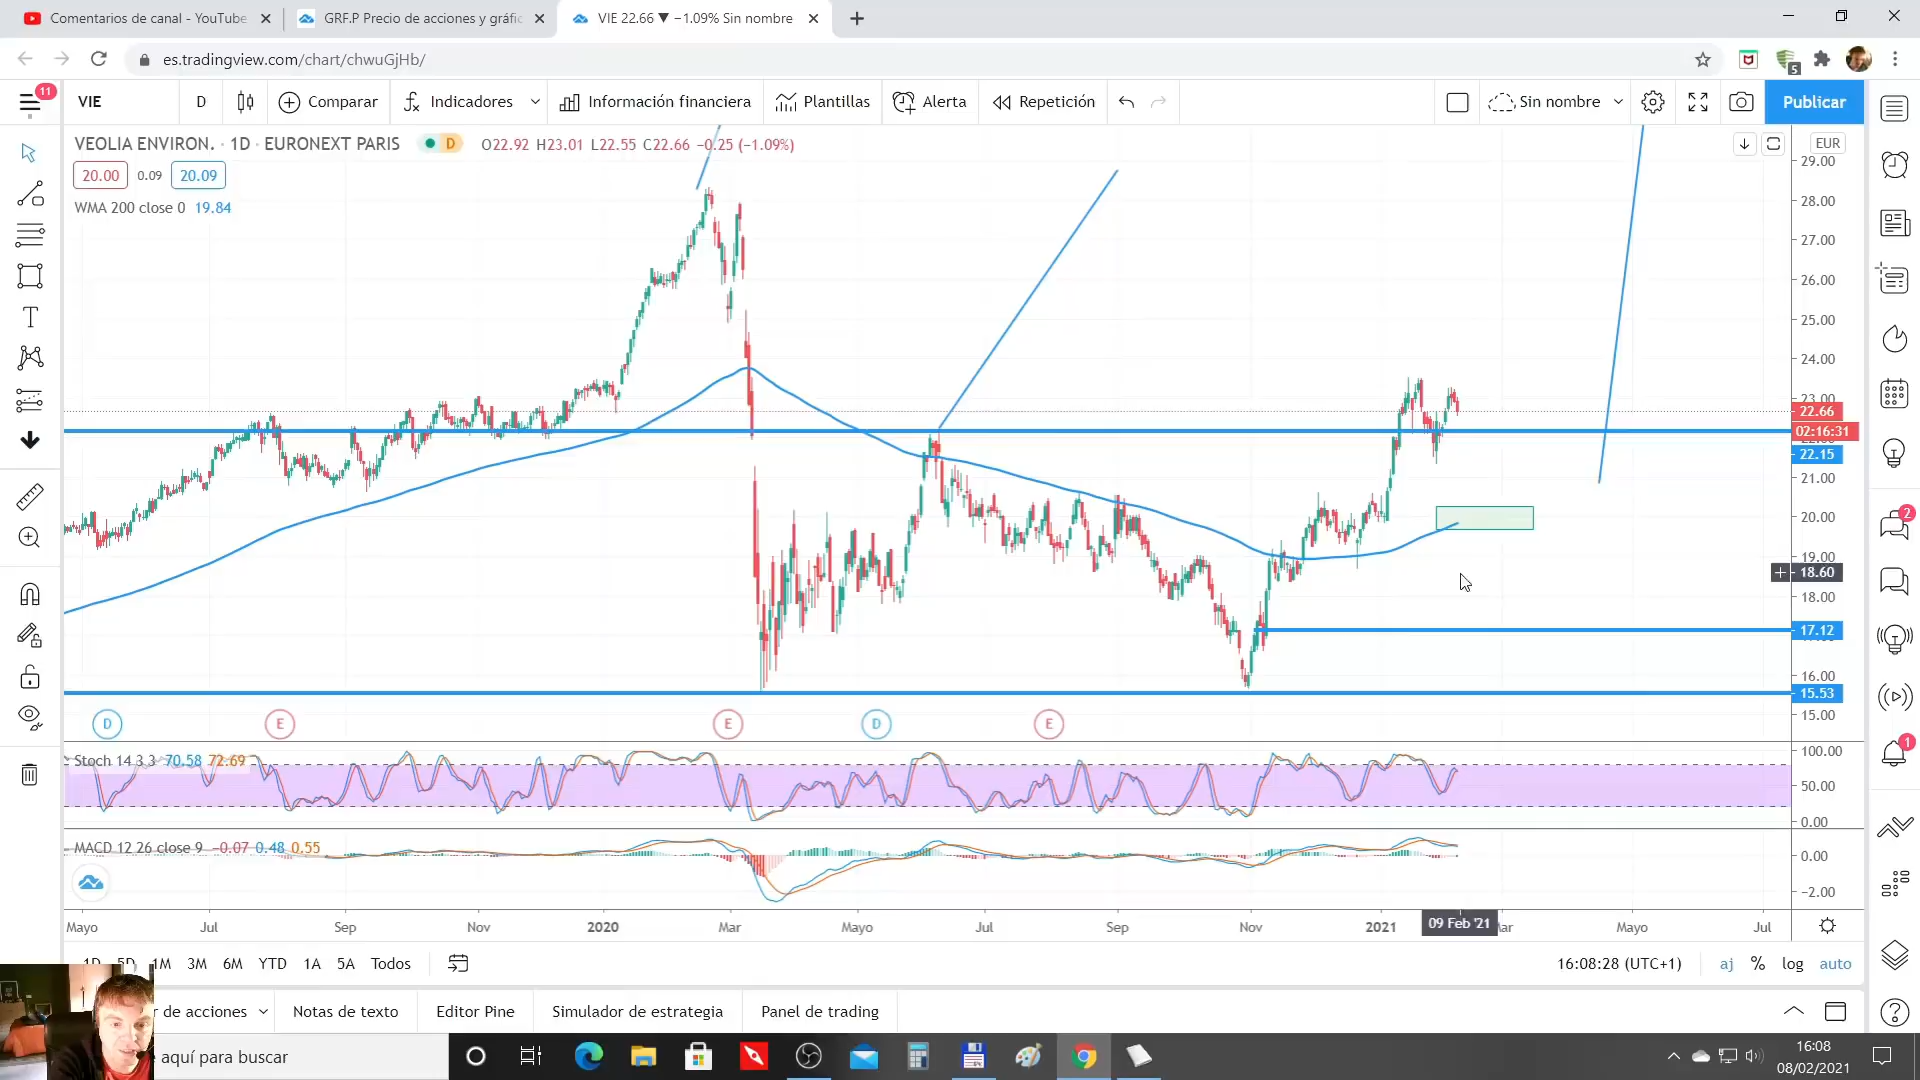 Comentarios de canal - YouTube
GRF.P Precio de acciones y gráfic
VIE 22.66 ▼ −1.09% Sin nombre
es.tradingview.com/chart/chwuGjHb/
5
11
VIE
D
Comparar
Indicadores
Información financiera
Plantillas
Alerta
Repetición
Sin nombre
Publicar
VEOLIA ENVIRON. · 1D · EURONEXT PARIS
D
O22.92 H23.01 L22.55 C22.66 −0.25 (−1.09%)
EUR
20.00
0.09
20.09
WMA 200 close 0 19.84
29.00
28.00
27.00
26.00
25.00
24.00
23.00
22.66
02:16:31
22.15
21.00
20.00
19.00
18.60
18.00
17.12
16.00
15.53
15.00
D
E
E
D
E
Stoch 14 3 3 70.58 72.69
100.00
50.00
0.00
MACD 12 26 close 9 −0.07 0.48 0.55
0.00
−2.00
2
1
Mayo
Jul
Sep
Nov
2020
Mar
Mayo
Jul
Sep
Nov
2021
09 Feb '21
Mayo
Jul
1D
5D
1M
3M
6M
YTD
1A
5A
Todos
16:08:28 (UTC+1)
aj
%
log
auto
de acciones
Notas de texto
Editor Pine
Simulador de estrategia
Panel de trading
aquí para buscar
16:08
08/02/2021